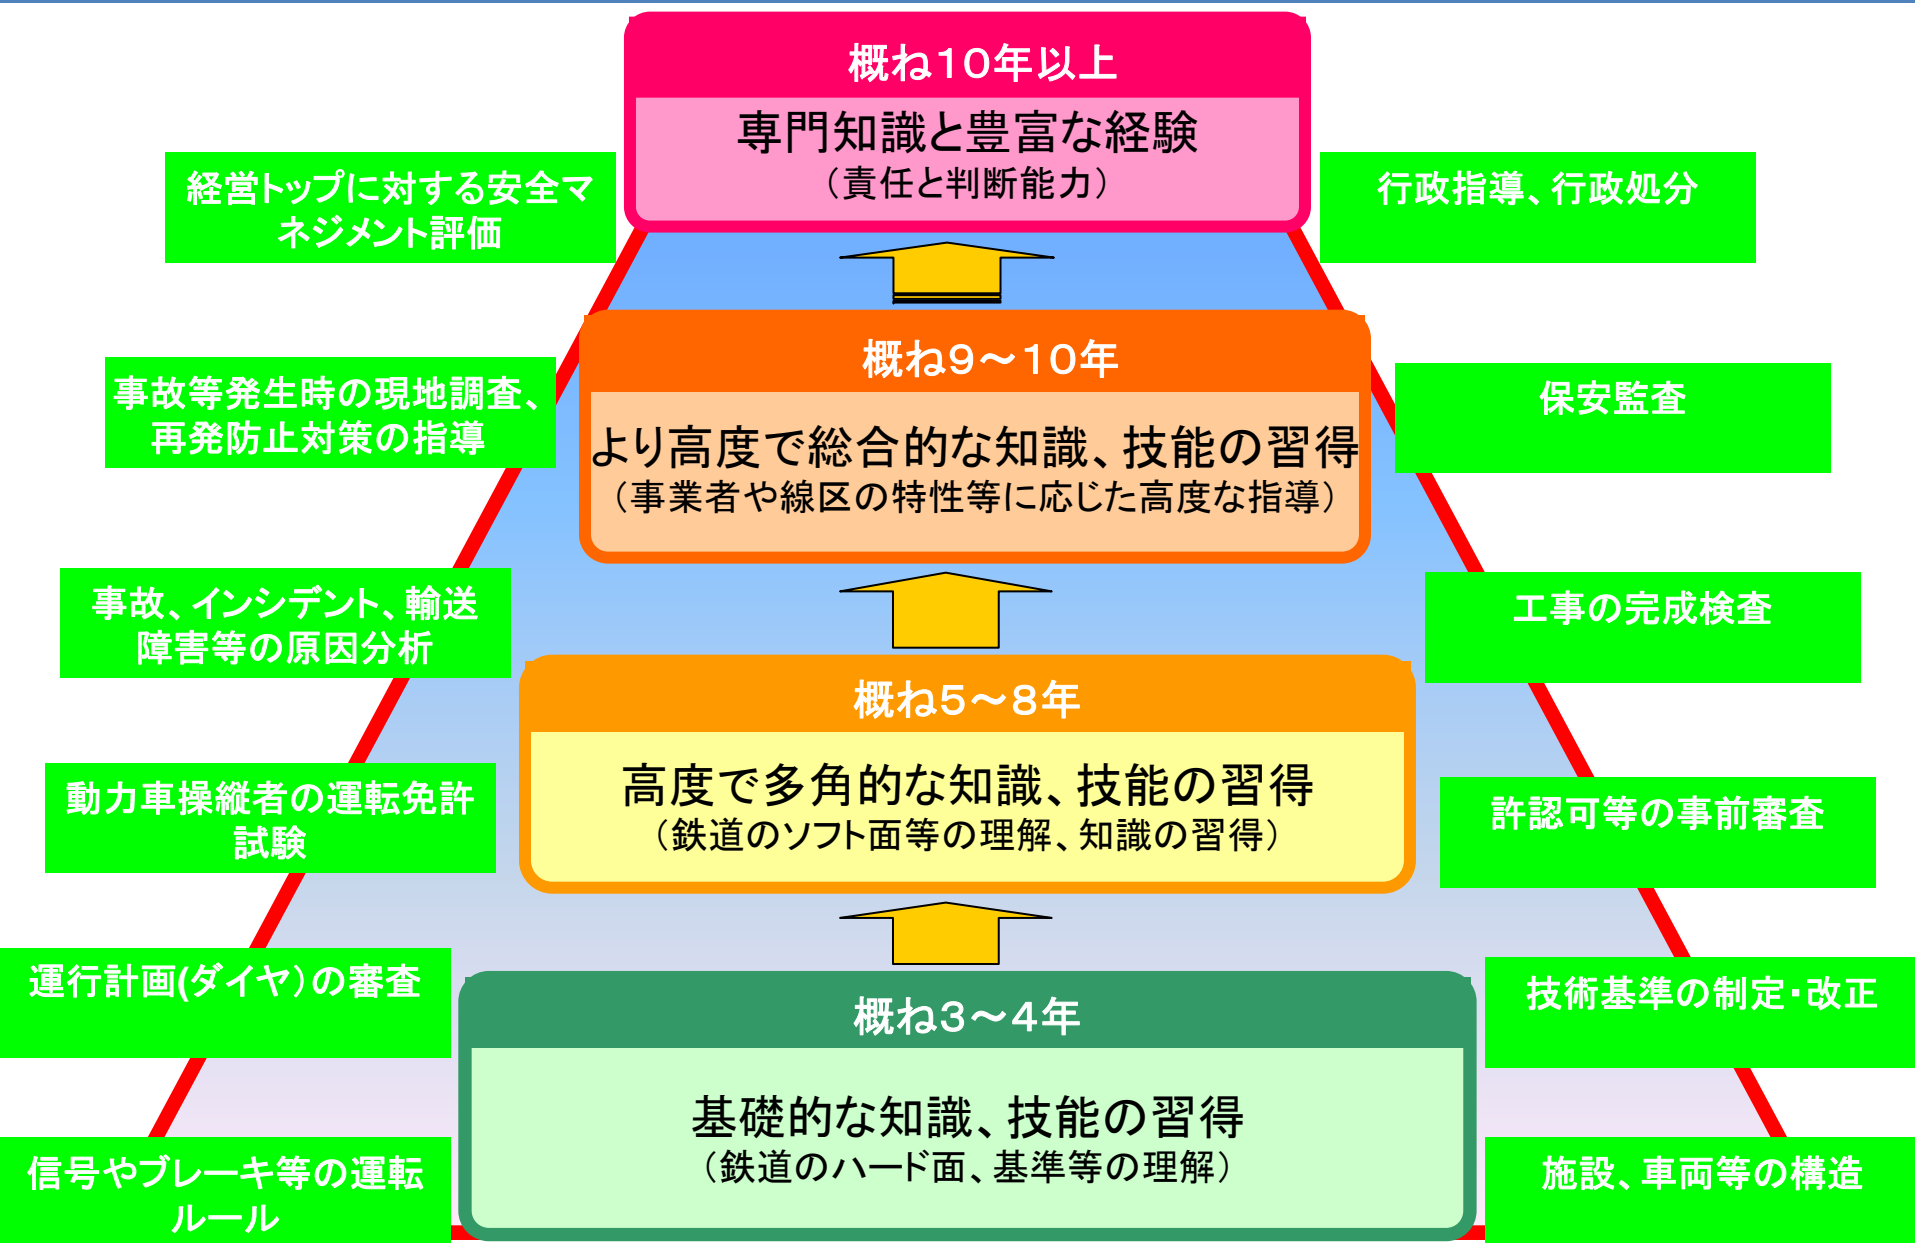 概ね１０年以上
専門知識と豊富な経験
（責任と判断能力）
経営トップに対する安全マ
ネジメント評価
行政指導、行政処分
概ね９～１０年
より高度で総合的な知識、技能の習得
（事業者や線区の特性等に応じた高度な指導）
事故等発生時の現地調査、
再発防止対策の指導
保安監査
事故、インシデント、輸送
障害等の原因分析
工事の完成検査
概ね５～８年
高度で多角的な知識、技能の習得
（鉄道のソフト面等の理解、知識の習得）
動力車操縦者の運転免許
試験
許認可等の事前審査
運行計画(ダイヤ）の審査
技術基準の制定・改正
概ね３～４年
基礎的な知識、技能の習得
（鉄道のハード面、基準等の理解）
信号やブレーキ等の運転
ルール
施設、車両等の構造